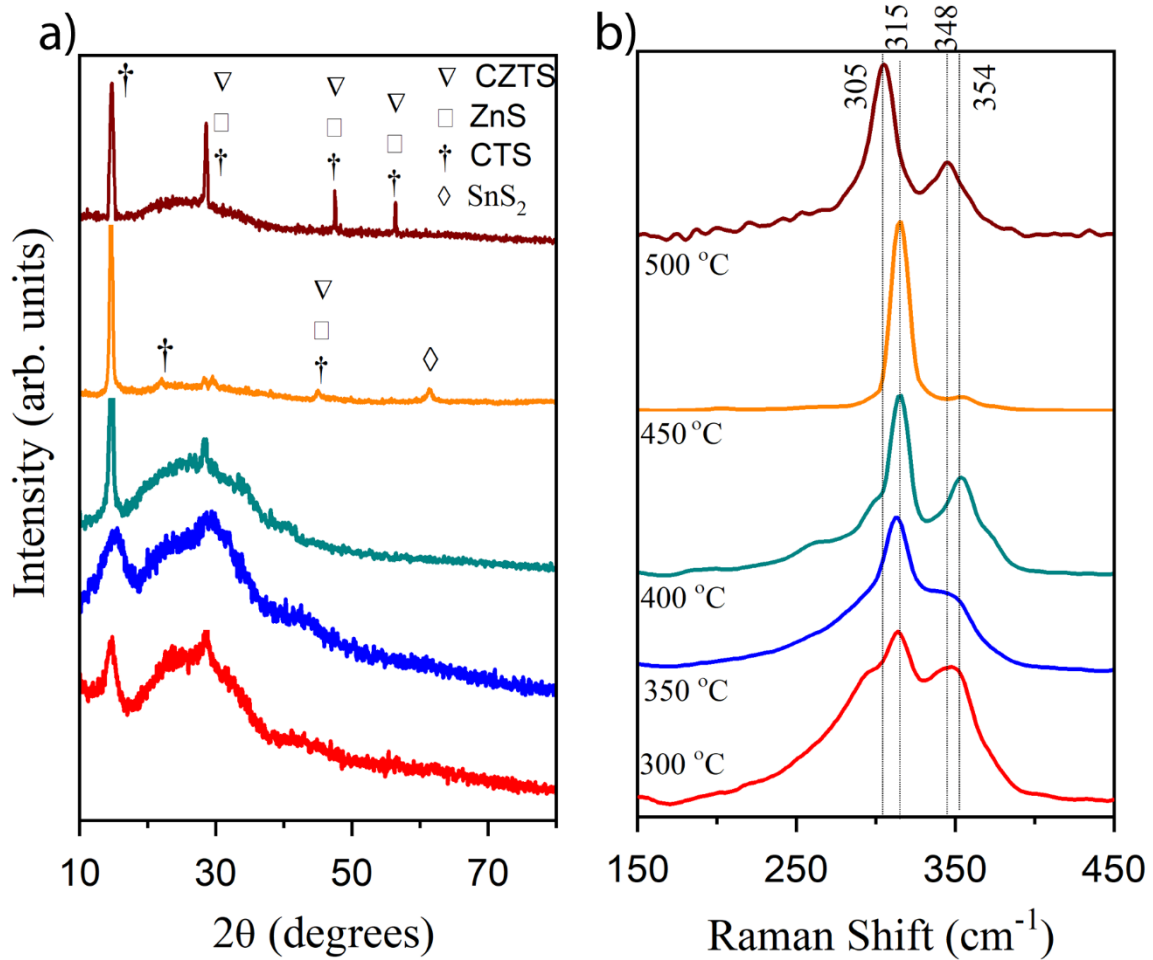 a)
† ▽ ▽ ▽ ▽ CZTS
□ □ □ □ ZnS
† † † † CTS
◊ SnS₂
▽
□
† † ◊
Intensity (arb. units)
10 30 50 70
2θ (degrees)
b)
305 315 348 354
500 °C
450 °C
400 °C
350 °C
300 °C
150 250 350 450
Raman Shift (cm⁻¹)